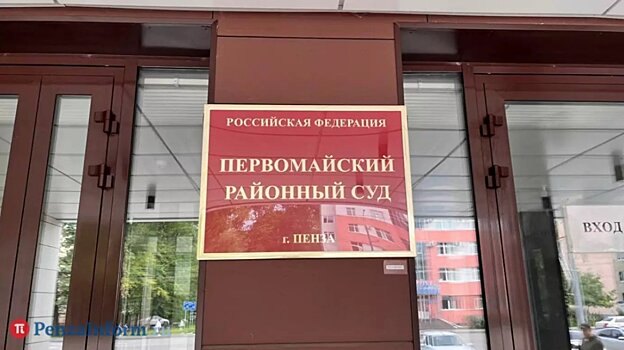 РОССИЙСКАЯ ФЕДЕРАЦИЯ
ПЕРВОМАЙСКИЙ
РАЙОННЫЙ СУД
г. ПЕНЗА
ВХОД
PenzaInform